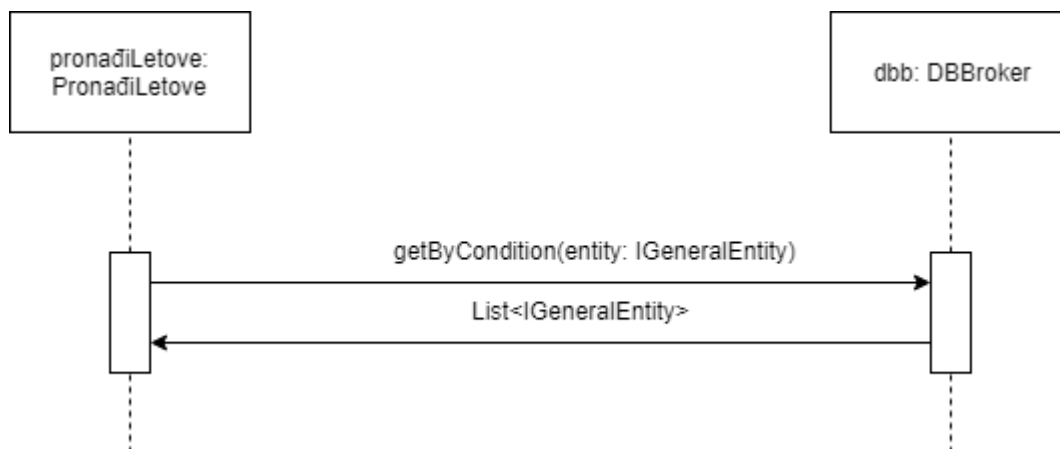 pronađiLetove:
PronađiLetove
dbb: DBBroker
getByCondition(entity: IGeneralEntity)
List<IGeneralEntity>